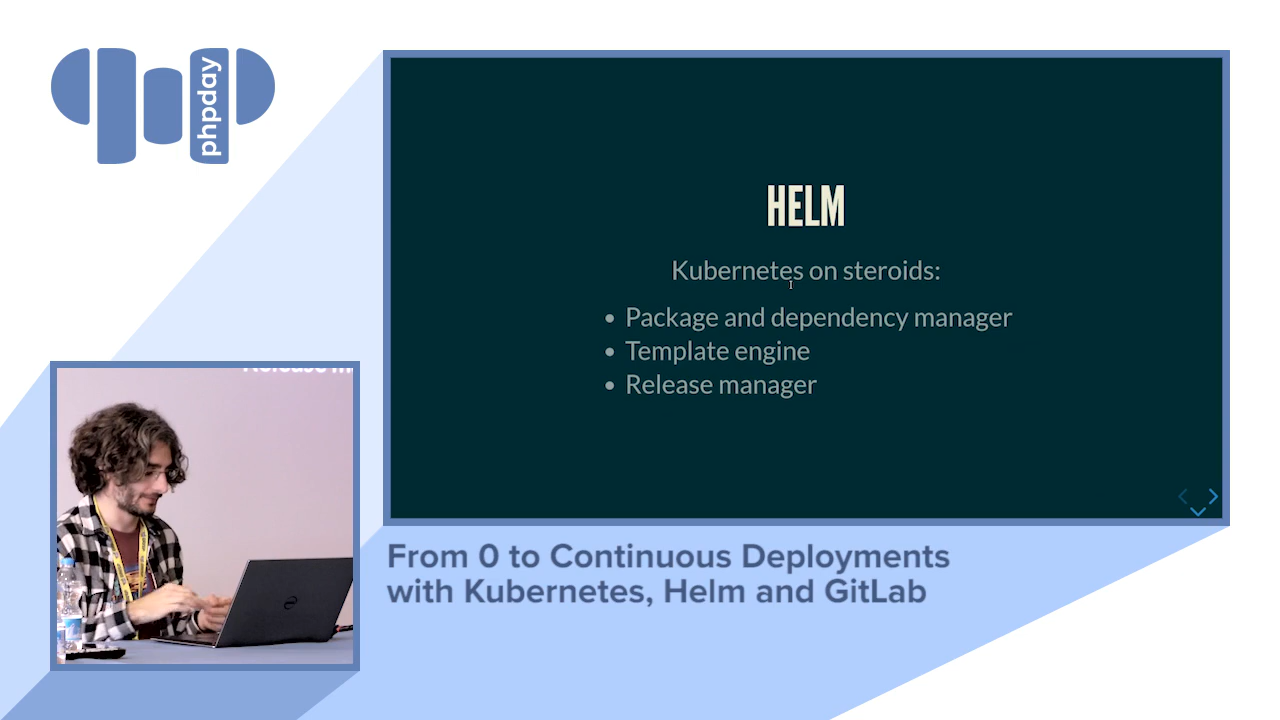 phpday
HELM
Kubernetes on steroids:
• Package and dependency manager
• Template engine
• Release manager
From 0 to Continuous Deployments
with Kubernetes, Helm and GitLab